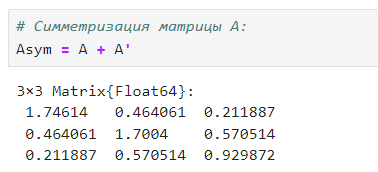 # Симметризация матрицы A:
Asym = A + A'
3×3 Matrix{Float64}:
1.74614 0.464061 0.211887
0.464061 1.7004 0.570514
0.211887 0.570514 0.929872